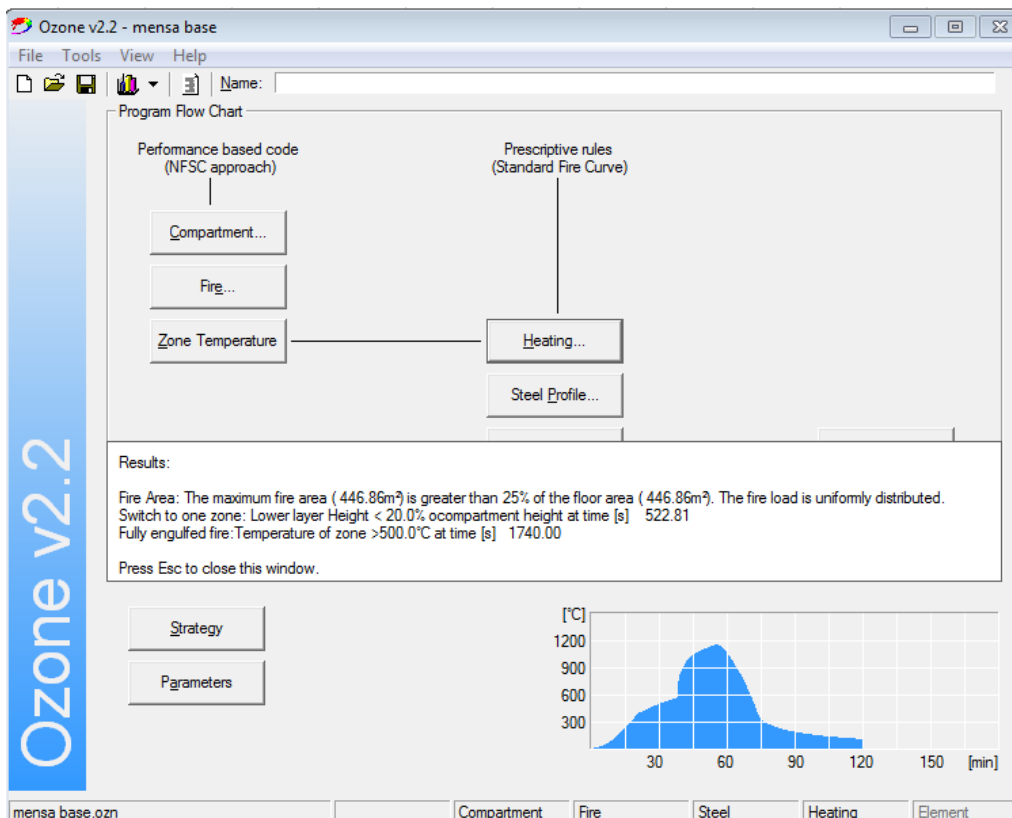 Ozone v2.2 - mensa base
File Tools View Help
Name:
Program Flow Chart
Performance based code
(NFSC approach)
Prescriptive rules
(Standard Fire Curve)
Compartment...
Fire...
Zone Temperature
Heating...
Steel Profile...
Results:
Fire Area: The maximum fire area ( 446.86m²) is greater than 25% of the floor area ( 446.86m²). The fire load is uniformly distributed.
Switch to one zone: Lower layer Height < 20.0% ocompartment height at time [s] 522.81
Fully engulfed fire:Temperature of zone >500.0°C at time [s] 1740.00
Press Esc to close this window.
Strategy
Parameters
[°C]
1200
900
600
300
30 60 90 120 150 [min]
Ozone v2.2
mensa base.ozn Compartment Fire Steel Heating Element